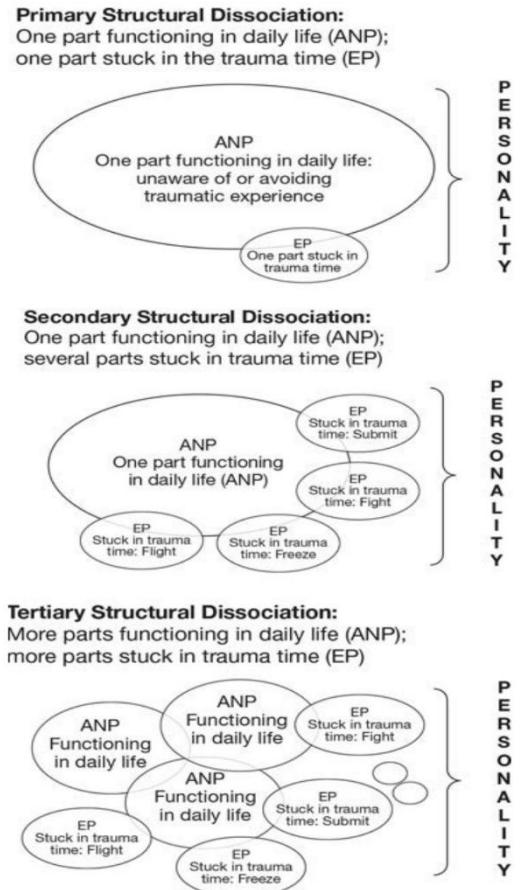 Primary Structural Dissociation:
One part functioning in daily life (ANP);
one part stuck in the trauma time (EP)
ANP
One part functioning in daily life:
unaware of or avoiding
traumatic experience
EP
One part stuck in
trauma time
PERSONALITY
Secondary Structural Dissociation:
One part functioning in daily life (ANP);
several parts stuck in trauma time (EP)
EP
Stuck in trauma
time: Submit
ANP
One part functioning
in daily life (ANP)
EP
Stuck in trauma
time: Fight
EP
Stuck in trauma
time: Flight
EP
Stuck in trauma
time: Freeze
PERSONALITY
Tertiary Structural Dissociation:
More parts functioning in daily life (ANP);
more parts stuck in trauma time (EP)
ANP
Functioning
in daily life
ANP
Functioning
in daily life
EP
Stuck in trauma
time: Fight
ANP
Functioning
in daily life
EP
Stuck in trauma
time: Submit
EP
Stuck in trauma
time: Flight
EP
Stuck in trauma
time: Freeze
PERSONALITY